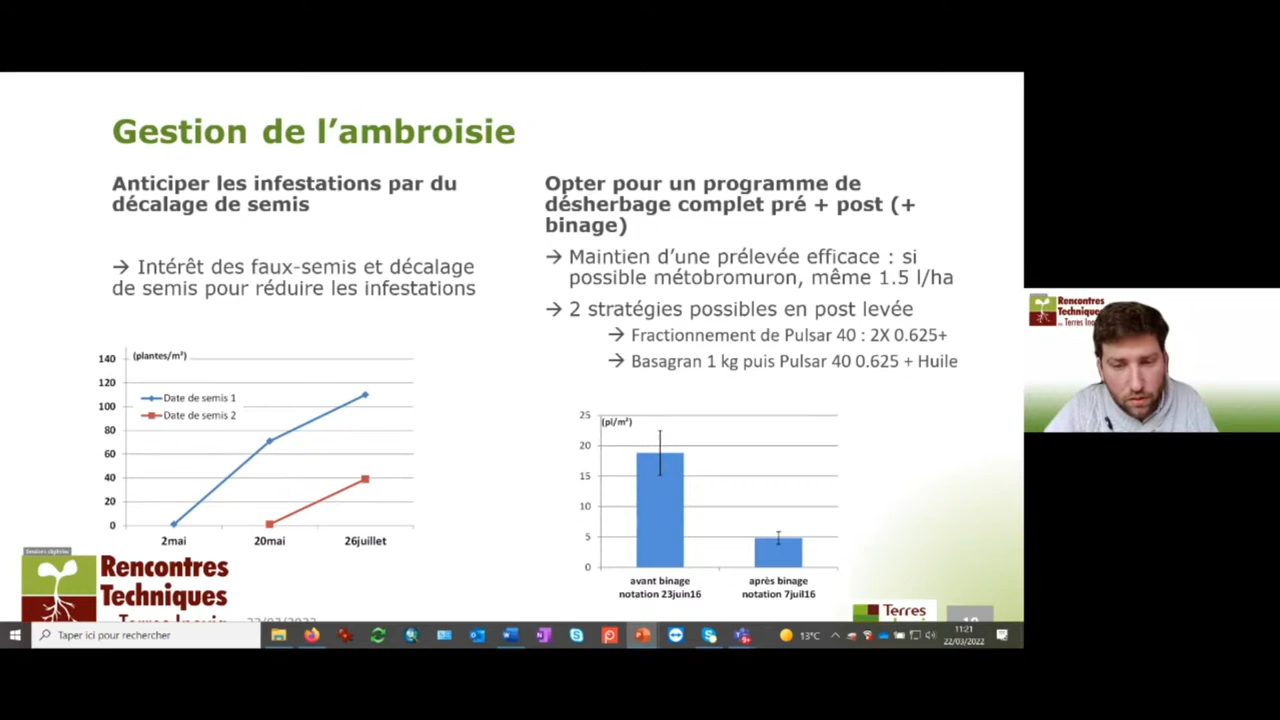 Gestion de l’ambroisie
Anticiper les infestations par du
décalage de semis
→ Intérêt des faux-semis et décalage
de semis pour réduire les infestations
(plantes/m²)
140
120
100
80
60
40
20
0
Date de semis 1
Date de semis 2
2mai
20mai
26juillet
Opter pour un programme de
désherbage complet pré + post (+
binage)
→ Maintien d’une prélevée efficace : si
possible métobromuron, même 1.5 l/ha
→ 2 stratégies possibles en post levée
→ Fractionnement de Pulsar 40 : 2X 0.625+
→ Basagran 1 kg puis Pulsar 40 0.625 + Huile
(pl/m²)
25
20
15
10
5
0
avant binage
notation 23juin16
après binage
notation 7juil16
Rencontres
Techniques
Terres Inovia
22/03/2022
Terres
Rencontres
Techniques
Taper ici pour rechercher
13°C
11:21
22/03/2022